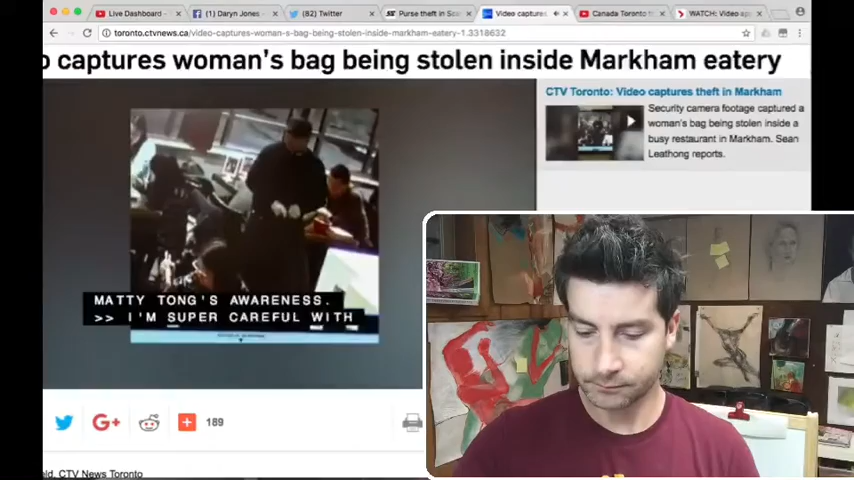 Live Dashboard -
(1) Daryn Jones -
(82) Twitter
Purse theft in
Video captures
Canada Toronto
WATCH: Video
toronto.ctvnews.ca/video-captures-woman-s-bag-being-stolen-inside-markham-eatery-1.3318632
o captures woman's bag being stolen inside Markham eatery
CTV Toronto: Video captures theft in Markham
Security camera footage captured a
woman's bag being stolen inside a
busy restaurant in Markham. Sean
Leathong reports.
MATTY TONG'S AWARENESS.
>> I'M SUPER CAREFUL WITH
G+
189
CTV News Toronto